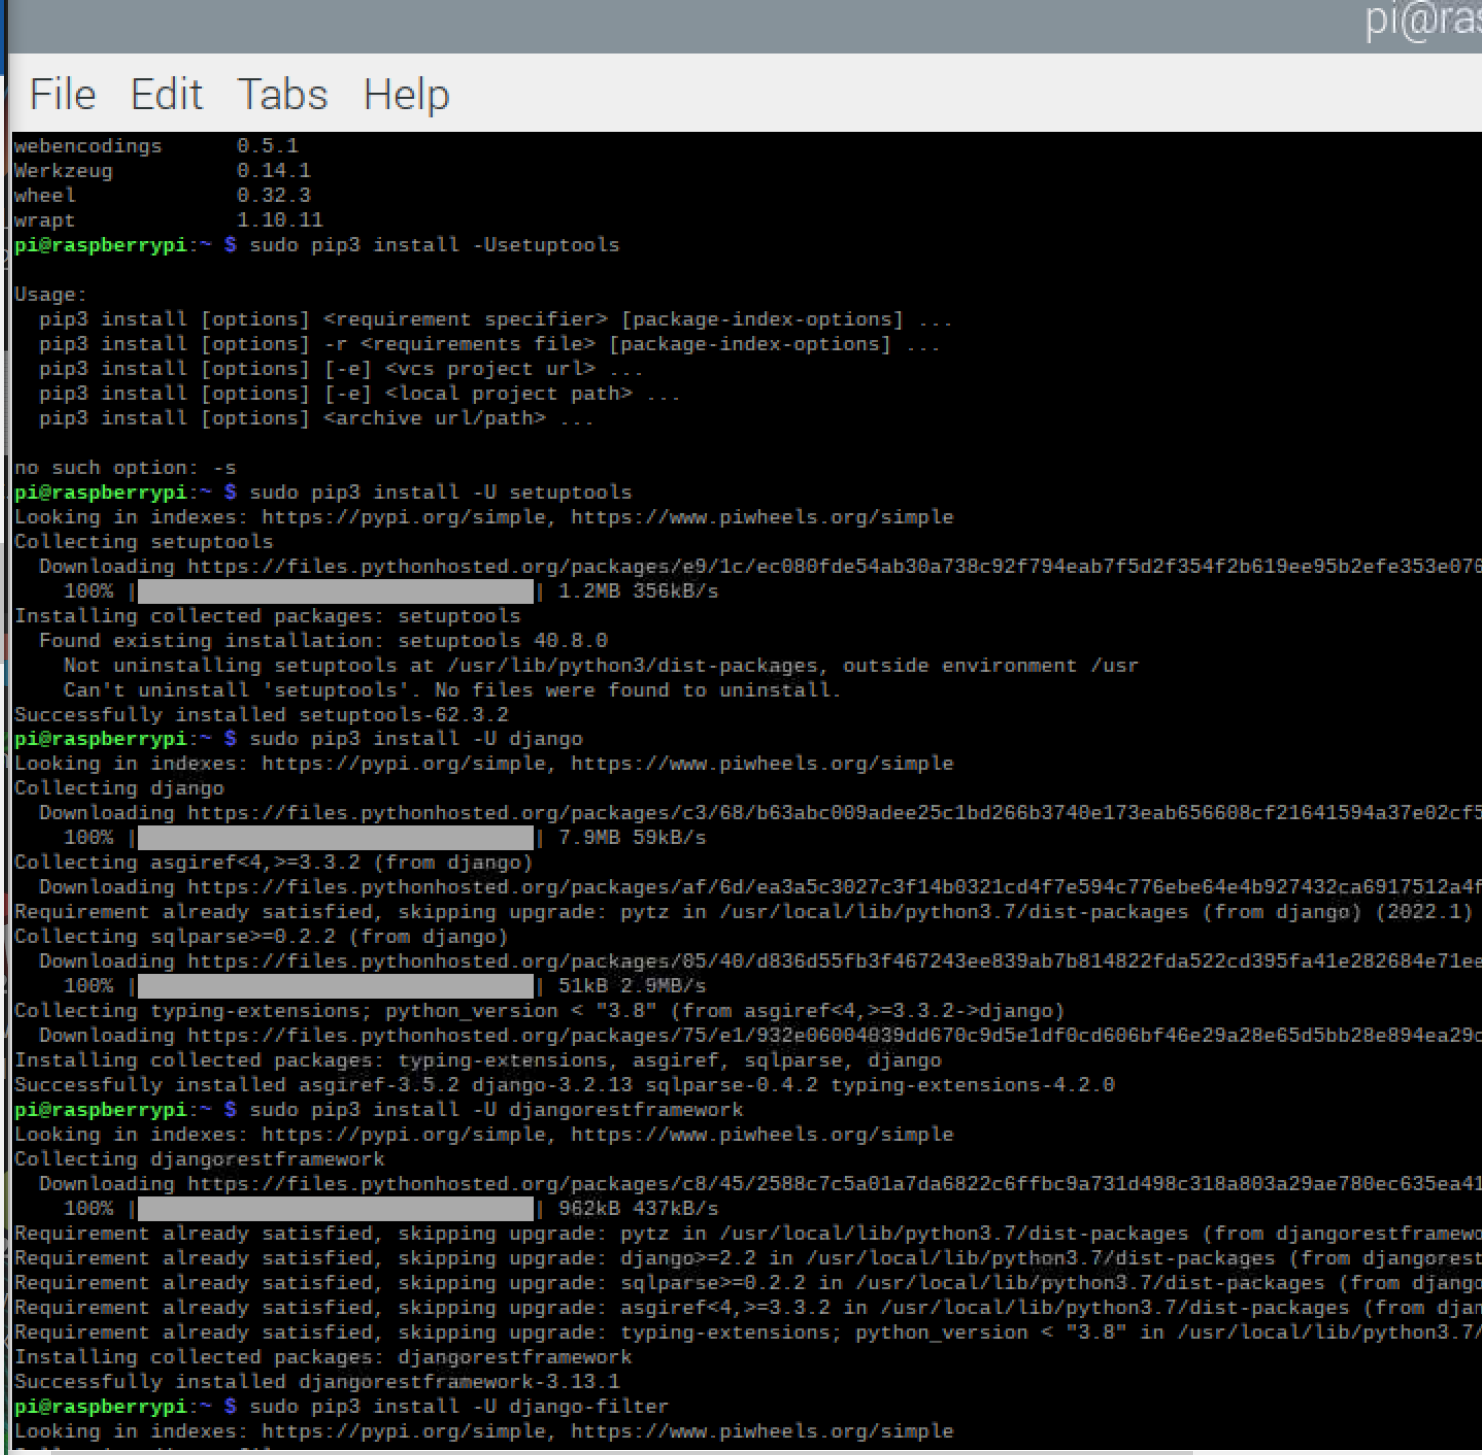 pi@ras
File Edit Tabs Help
webencodings 0.5.1
Werkzeug 0.14.1
wheel 0.32.3
wrapt 1.10.11
pi@raspberrypi:~ $ sudo pip3 install -Usetuptools
Usage:
pip3 install [options] <requirement specifier> [package-index-options] ...
pip3 install [options] -r <requirements file> [package-index-options] ...
pip3 install [options] [-e] <vcs project url> ...
pip3 install [options] [-e] <local project path> ...
pip3 install [options] <archive url/path> ...
no such option: -s
pi@raspberrypi:~ $ sudo pip3 install -U setuptools
Looking in indexes: https://pypi.org/simple, https://www.piwheels.org/simple
Collecting setuptools
Downloading https://files.pythonhosted.org/packages/e9/1c/ec080fde54ab30a738c92f794eab7f5d2f354f2b619ee95b2efe353e076
100% | | 1.2MB 356kB/s
Installing collected packages: setuptools
Found existing installation: setuptools 40.8.0
Not uninstalling setuptools at /usr/lib/python3/dist-packages, outside environment /usr
Can't uninstall 'setuptools'. No files were found to uninstall.
Successfully installed setuptools-62.3.2
pi@raspberrypi:~ $ sudo pip3 install -U django
Looking in indexes: https://pypi.org/simple, https://www.piwheels.org/simple
Collecting django
Downloading https://files.pythonhosted.org/packages/c3/68/b63abc009adee25c1bd266b3740e173eab656608cf21641594a37e02cf5
100% | | 7.9MB 59kB/s
Collecting asgiref<4,>=3.3.2 (from django)
Downloading https://files.pythonhosted.org/packages/af/6d/ea3a5c3027c3f14b0321cd4f7e594c776ebe64e4b927432ca6917512a4f
Requirement already satisfied, skipping upgrade: pytz in /usr/local/lib/python3.7/dist-packages (from django) (2022.1)
Collecting sqlparse>=0.2.2 (from django)
Downloading https://files.pythonhosted.org/packages/05/40/d836d55fb3f467243ee839ab7b814822fda522cd395fa41e282684e71ee
100% | | 51kB 2.9MB/s
Collecting typing-extensions; python_version < "3.8" (from asgiref<4,>=3.3.2->django)
Downloading https://files.pythonhosted.org/packages/75/e1/932e06004039dd670c9d5e1df0cd606bf46e29a28e65d5bb28e894ea29c
Installing collected packages: typing-extensions, asgiref, sqlparse, django
Successfully installed asgiref-3.5.2 django-3.2.13 sqlparse-0.4.2 typing-extensions-4.2.0
pi@raspberrypi:~ $ sudo pip3 install -U djangorestframework
Looking in indexes: https://pypi.org/simple, https://www.piwheels.org/simple
Collecting djangorestframework
Downloading https://files.pythonhosted.org/packages/c8/45/2588c7c5a01a7da6822c6ffbc9a731d498c318a803a29ae780ec635ea41
100% | | 962kB 437kB/s
Requirement already satisfied, skipping upgrade: pytz in /usr/local/lib/python3.7/dist-packages (from djangorestframewo
Requirement already satisfied, skipping upgrade: django>=2.2 in /usr/local/lib/python3.7/dist-packages (from djangorest
Requirement already satisfied, skipping upgrade: sqlparse>=0.2.2 in /usr/local/lib/python3.7/dist-packages (from django
Requirement already satisfied, skipping upgrade: asgiref<4,>=3.3.2 in /usr/local/lib/python3.7/dist-packages (from djan
Requirement already satisfied, skipping upgrade: typing-extensions; python_version < "3.8" in /usr/local/lib/python3.7/
Installing collected packages: djangorestframework
Successfully installed djangorestframework-3.13.1
pi@raspberrypi:~ $ sudo pip3 install -U django-filter
Looking in indexes: https://pypi.org/simple, https://www.piwheels.org/simple